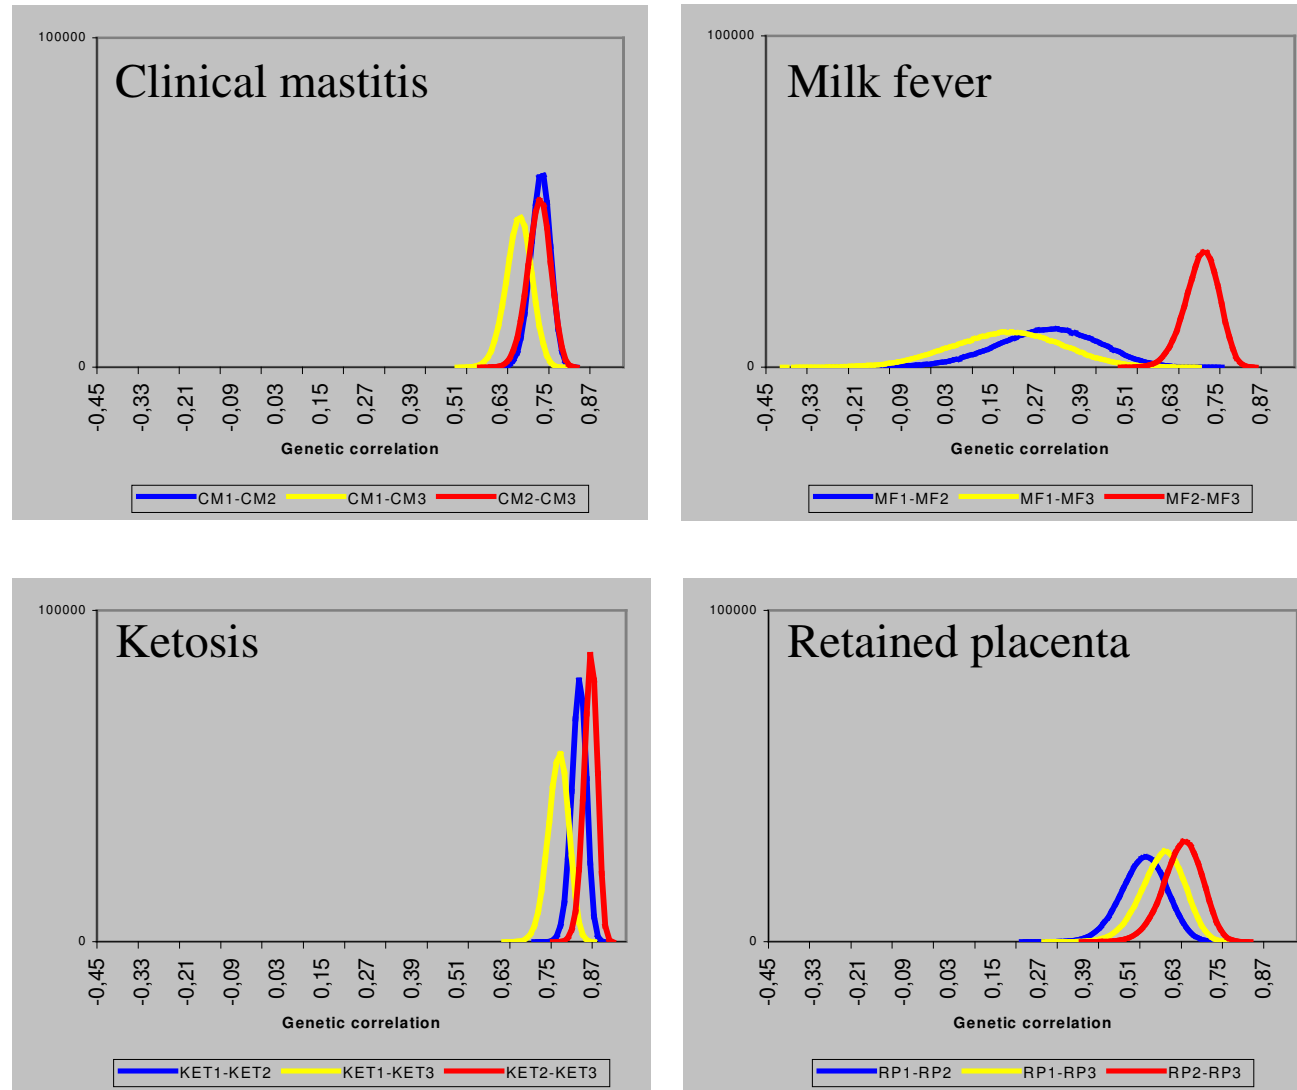 100000
Clinical mastitis
0
-0,45 -0,33 -0,21 -0,09 0,03 0,15 0,27 0,39 0,51 0,63 0,75 0,87
Genetic correlation
CM1-CM2 CM1-CM3 CM2-CM3
100000
Milk fever
0
-0,45 -0,33 -0,21 -0,09 0,03 0,15 0,27 0,39 0,51 0,63 0,75 0,87
Genetic correlation
MF1-MF2 MF1-MF3 MF2-MF3
100000
Ketosis
0
-0,45 -0,33 -0,21 -0,09 0,03 0,15 0,27 0,39 0,51 0,63 0,75 0,87
Genetic correlation
KET1-KET2 KET1-KET3 KET2-KET3
100000
Retained placenta
0
-0,45 -0,33 -0,21 -0,09 0,03 0,15 0,27 0,39 0,51 0,63 0,75 0,87
Genetic correlation
RP1-RP2 RP1-RP3 RP2-RP3